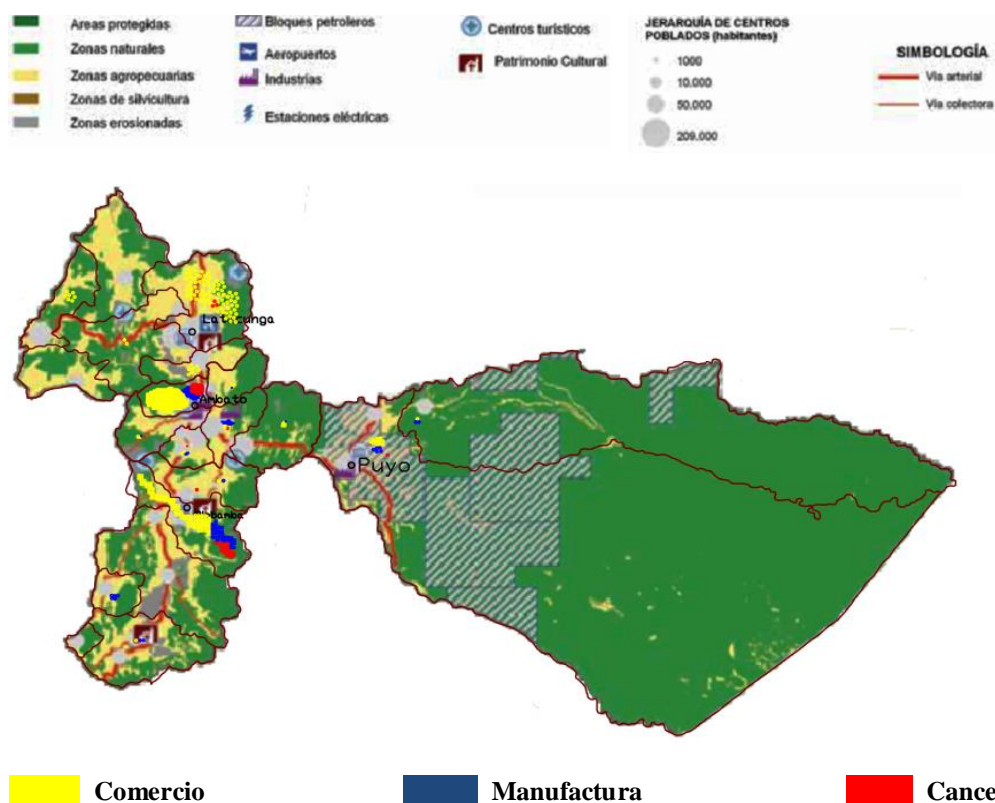 Areas protegidas
Zonas naturales
Zonas agropecuarias
Zonas de silvicultura
Zonas erosionadas
Bloques petroleros
Aeropuertos
Industrias
Estaciones eléctricas
Centros turísticos
Patrimonio Cultural
JERARQUÍA DE CENTROS
POBLADOS (habitantes)
1000
10.000
50.000
209.000
SIMBOLOGÍA
Vía arterial
Vía colectora
Ambato
Puyo
Comercio
Manufactura
Cance